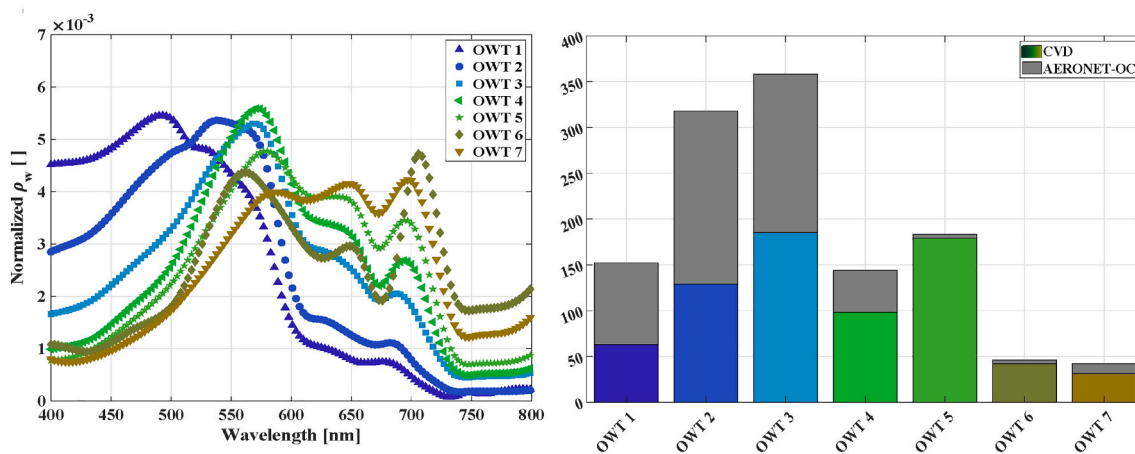 ×10⁻³
7
6
5
4
3
2
1
0
Normalized ρw [ ]
400 450 500 550 600 650 700 750 800
Wavelength [nm]
OWT 1
OWT 2
OWT 3
OWT 4
OWT 5
OWT 6
OWT 7
400
350
300
250
200
150
100
50
0
CVD
AERONET-OC
OWT 1 OWT 2 OWT 3 OWT 4 OWT 5 OWT 6 OWT 7